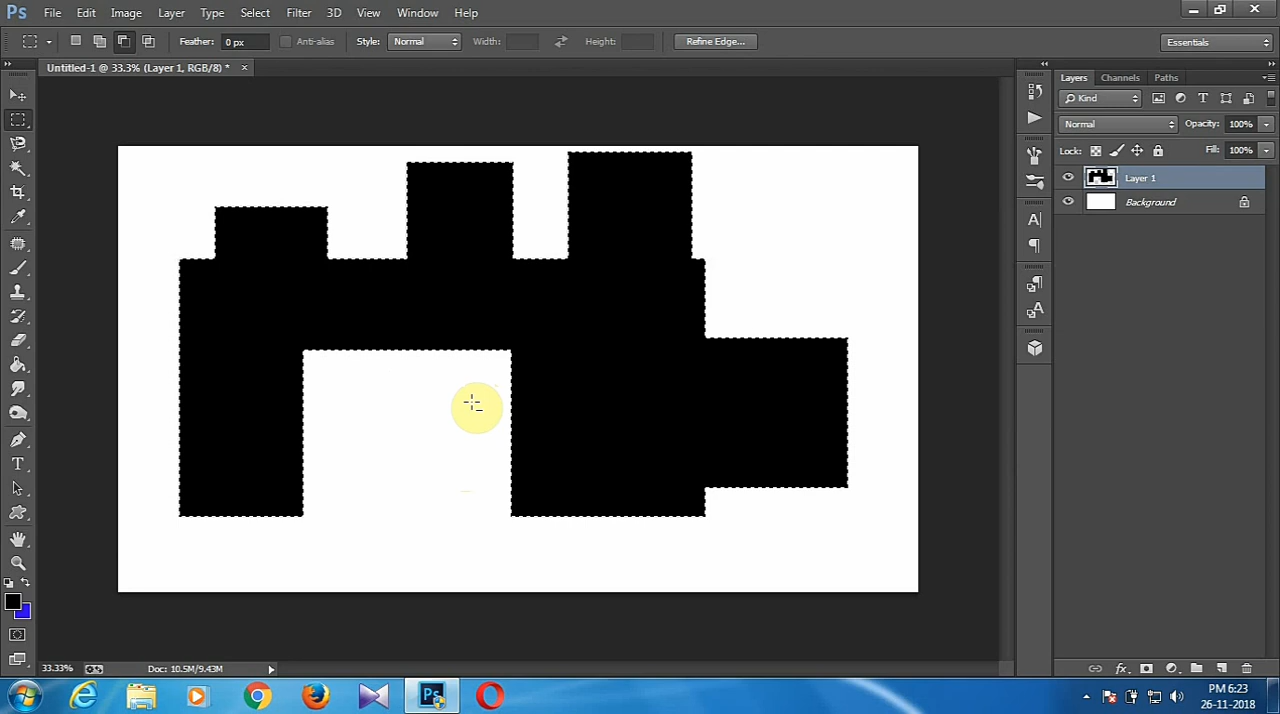 Ps File Edit Image Layer Type Select Filter 3D View Window Help
Feather: 0 px Anti-alias Style: Normal Width: Height: Refine Edge... Essentials
Untitled-1 @ 33.3% (Layer 1, RGB/8) * ×
Layers Channels Paths
Kind
Normal Opacity: 100%
Lock: Fill: 100%
Layer 1
Background
33.33% Doc: 10.5M/9.43M
Ps
PM 6:23
26-11-2018